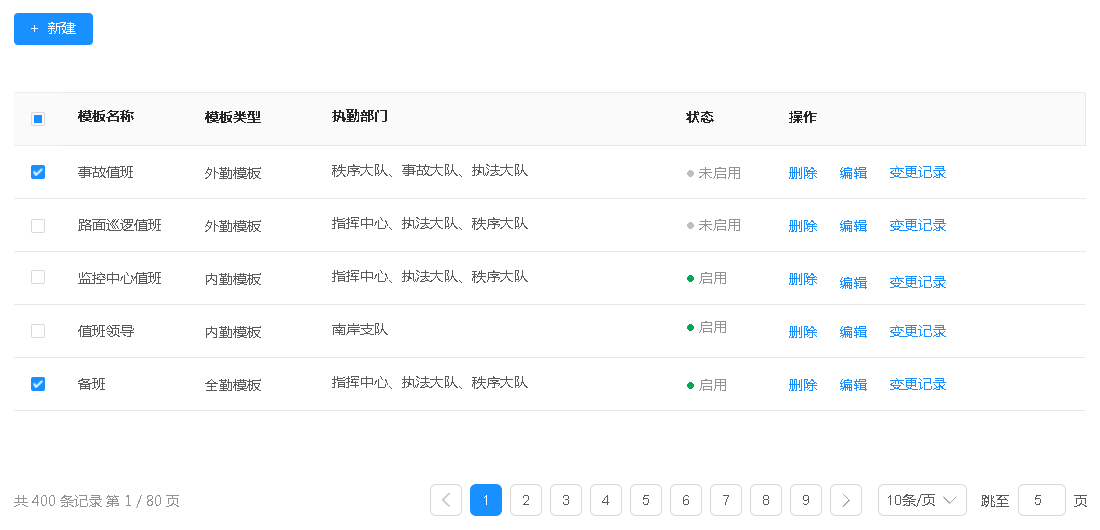 + 新建
模板名称 模板类型 执勤部门 状态 操作
事故值班 外勤模板 秩序大队、事故大队、执法大队 未启用 删除 编辑 变更记录
路面巡逻值班 外勤模板 指挥中心、执法大队、秩序大队 未启用 删除 编辑 变更记录
监控中心值班 内勤模板 指挥中心、执法大队、秩序大队 启用 删除 编辑 变更记录
值班领导 内勤模板 南岸支队 启用 删除 编辑 变更记录
备班 全勤模板 指挥中心、执法大队、秩序大队 启用 删除 编辑 变更记录
共 400 条记录 第 1 / 80 页 1 2 3 4 5 6 7 8 9 10条/页 跳至 5 页